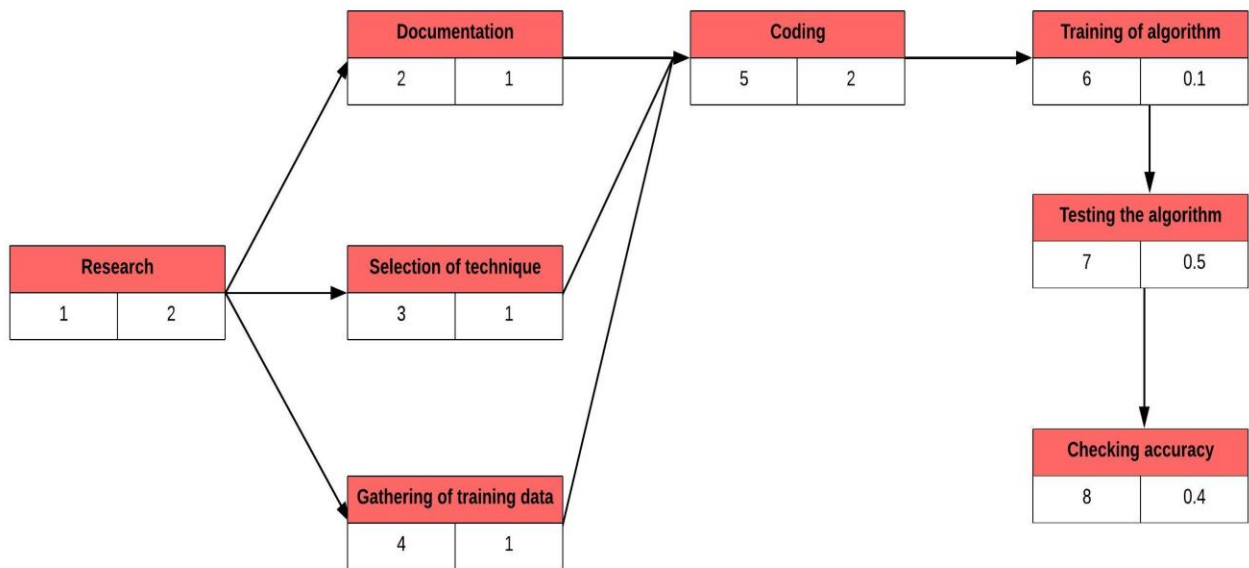 Documentation
2 1
Coding
5 2
Training of algorithm
6 0.1
Testing the algorithm
7 0.5
Research
1 2
Selection of technique
3 1
Checking accuracy
8 0.4
Gathering of training data
4 1